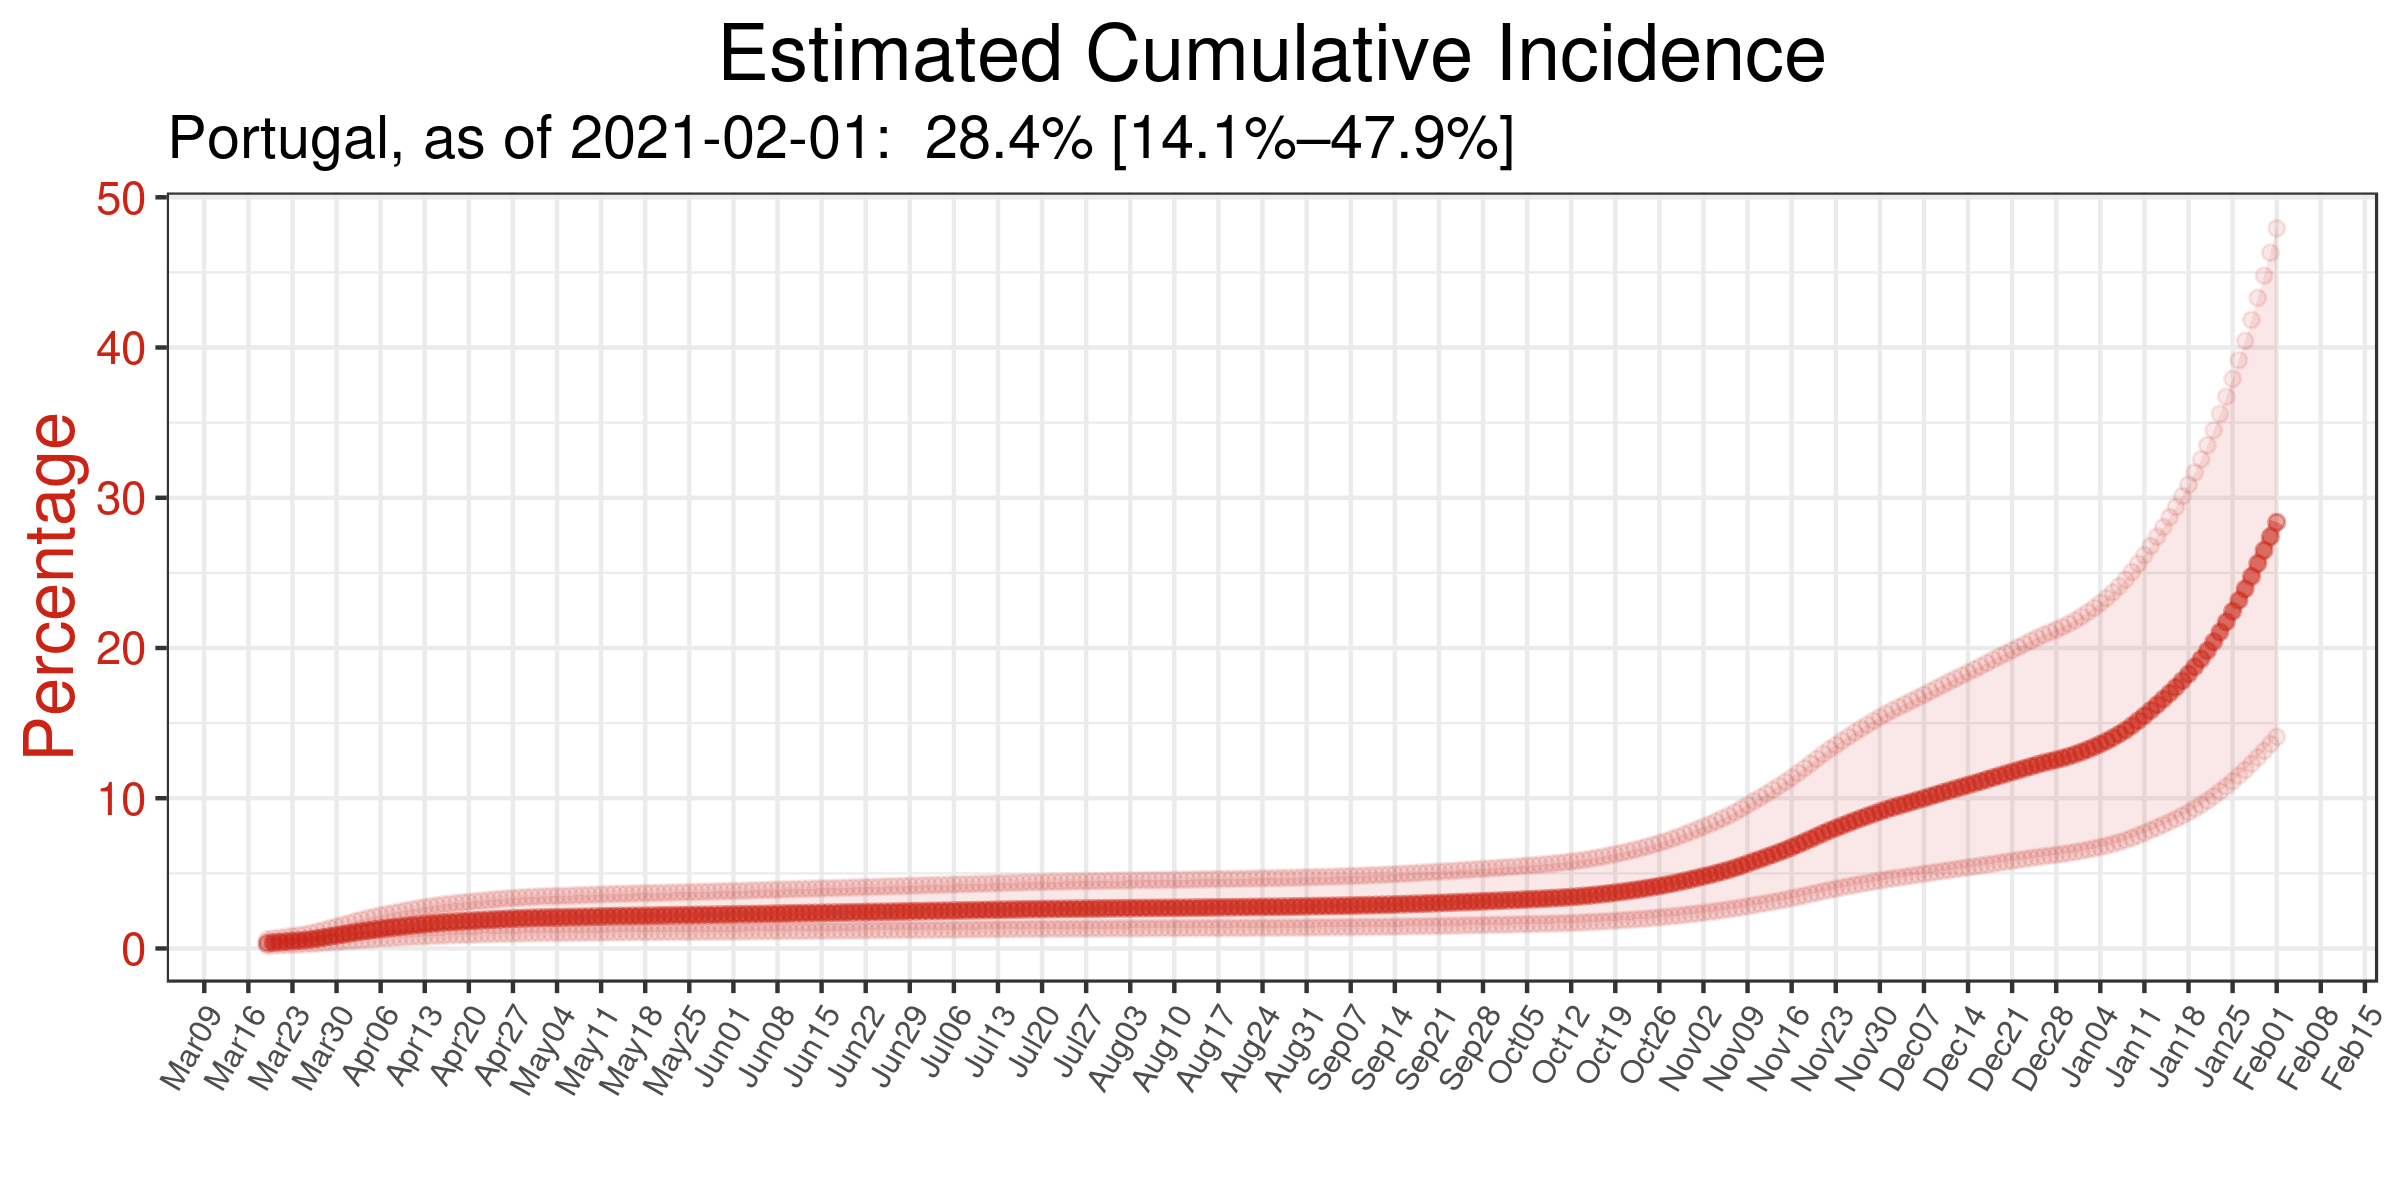 Estimated Cumulative Incidence
Portugal, as of 2021-02-01: 28.4% [14.1%–47.9%]
Percentage
50
40
30
20
10
0
Mar09
Mar16
Mar23
Mar30
Apr06
Apr13
Apr20
Apr27
May04
May11
May18
May25
Jun01
Jun08
Jun15
Jun22
Jun29
Jul06
Jul13
Jul20
Jul27
Aug03
Aug10
Aug17
Aug24
Aug31
Sep07
Sep14
Sep21
Sep28
Oct05
Oct12
Oct19
Oct26
Nov02
Nov09
Nov16
Nov23
Nov30
Dec07
Dec14
Dec21
Dec28
Jan04
Jan11
Jan18
Jan25
Feb01
Feb08
Feb15